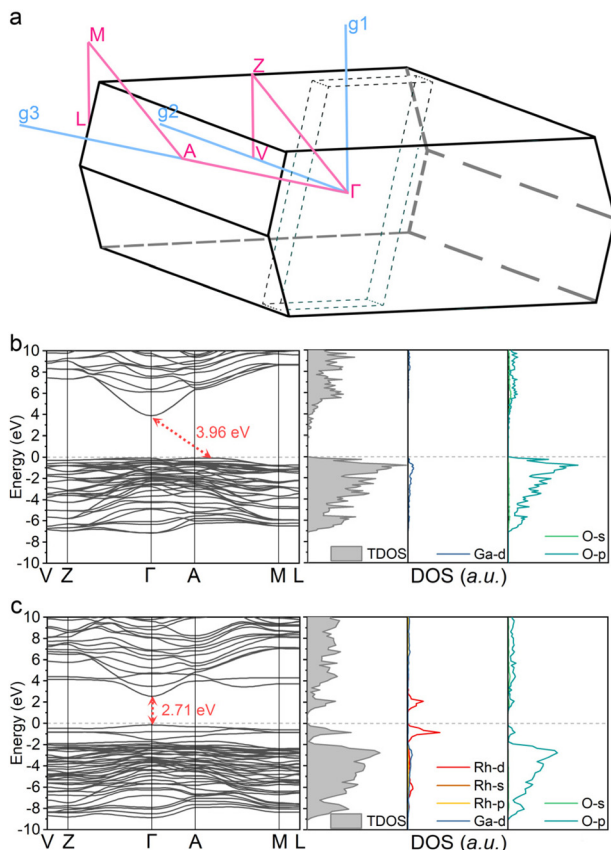 a
g1
M
Z
g2
L
g3
A
V
Γ
b
10
8
6
4
2
0
-2
-4
-6
-8
-10
Energy (eV)
3.96 eV
V Z Γ A M L
TDOS
Ga-d
O-s
O-p
DOS (a.u.)
c
10
8
6
4
2
0
-2
-4
-6
-8
-10
Energy (eV)
2.71 eV
V Z Γ A M L
TDOS
Rh-d
Rh-s
Rh-p
Ga-d
O-s
O-p
DOS (a.u.)